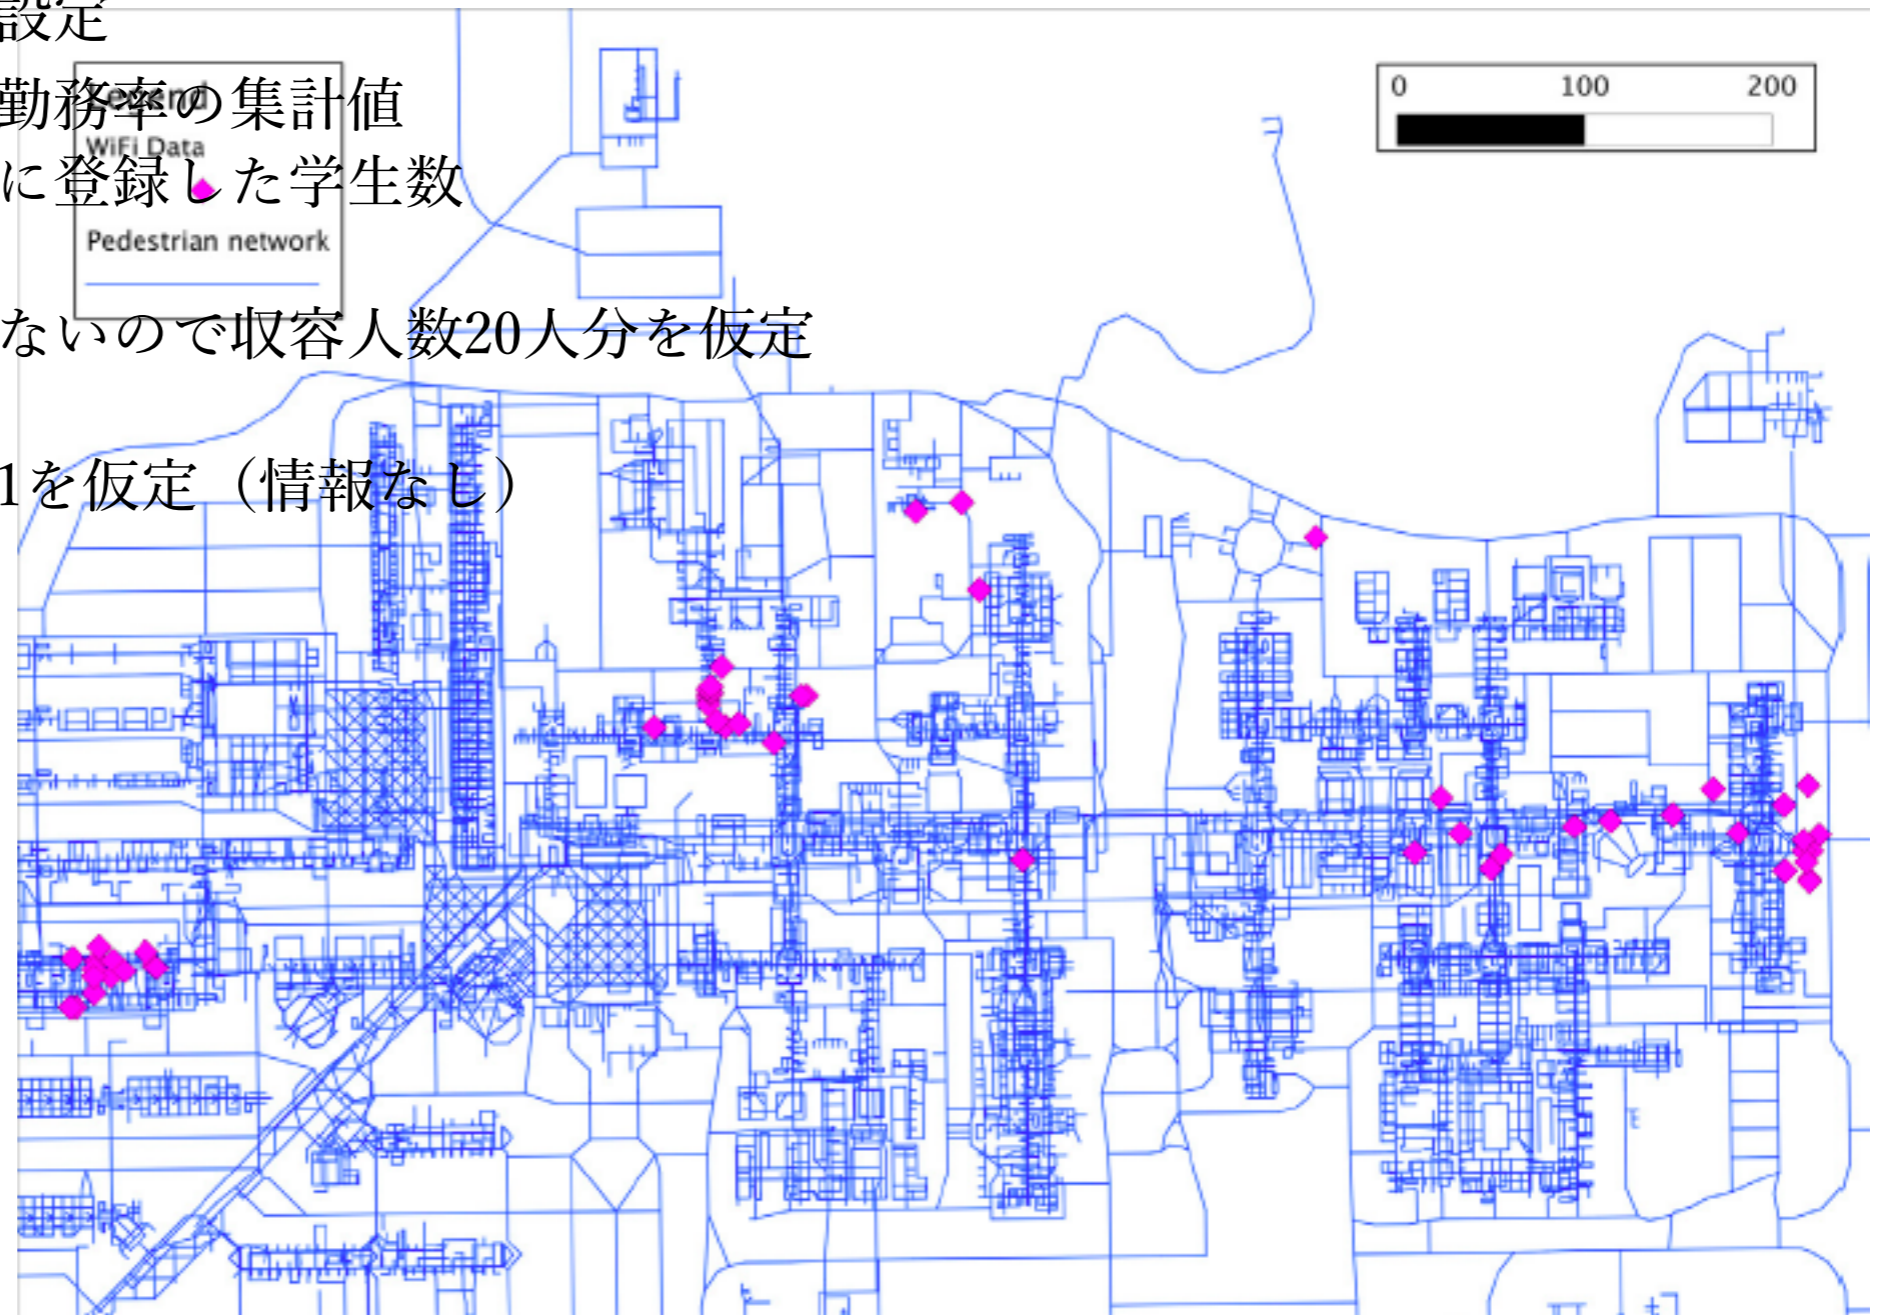 設定
勤務率の集計値
に登録した学生数
ないので収容人数20人分を仮定
1を仮定（情報なし）
Legend
WiFi Data
Pedestrian network
0 100 200